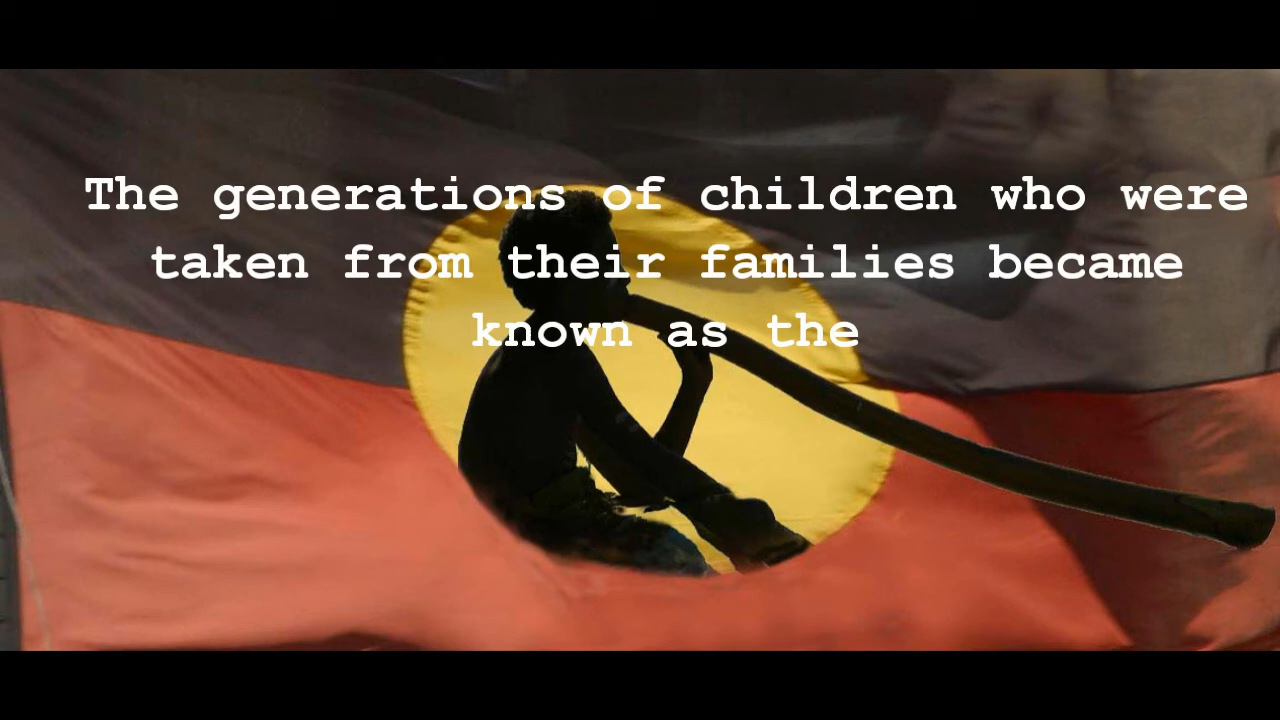 The generations of children who were
taken from their families became
known as the